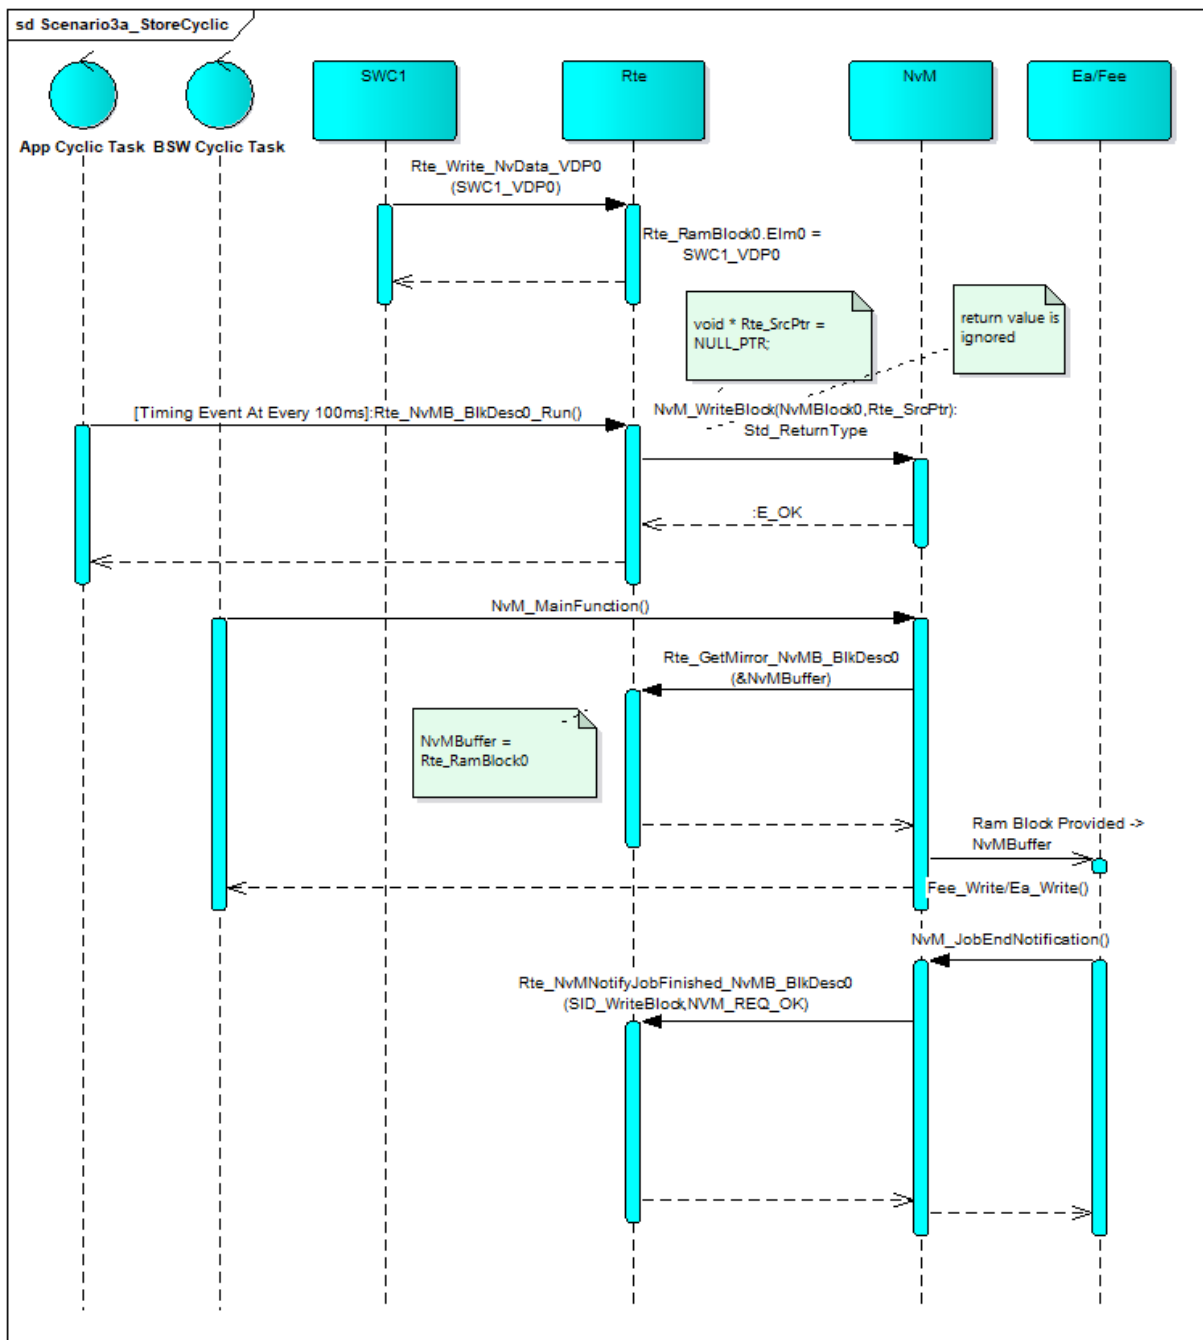 sd Scenario3a_StoreCyclic
App Cyclic Task
BSW Cyclic Task
SWC1
Rte
NvM
Ea/Fee
Rte_Write_NvData_VDP0
(SWC1_VDP0)
Rte_RamBlock0.Elm0 =
SWC1_VDP0
void * Rte_SrcPtr =
NULL_PTR;
return value is
ignored
[Timing Event At Every 100ms]:Rte_NvMB_BlkDesc0_Run()
NvM_WriteBlock(NvMBlock0,Rte_SrcPtr):
Std_ReturnType
:E_OK
NvM_MainFunction()
Rte_GetMirror_NvMB_BlkDesc0
(&NvMBuffer)
NvMBuffer =
Rte_RamBlock0
Ram Block Provided ->
NvMBuffer
Fee_Write/Ea_Write()
NvM_JobEndNotification()
Rte_NvMNotifyJobFinished_NvMB_BlkDesc0
(SID_WriteBlock,NVM_REQ_OK)